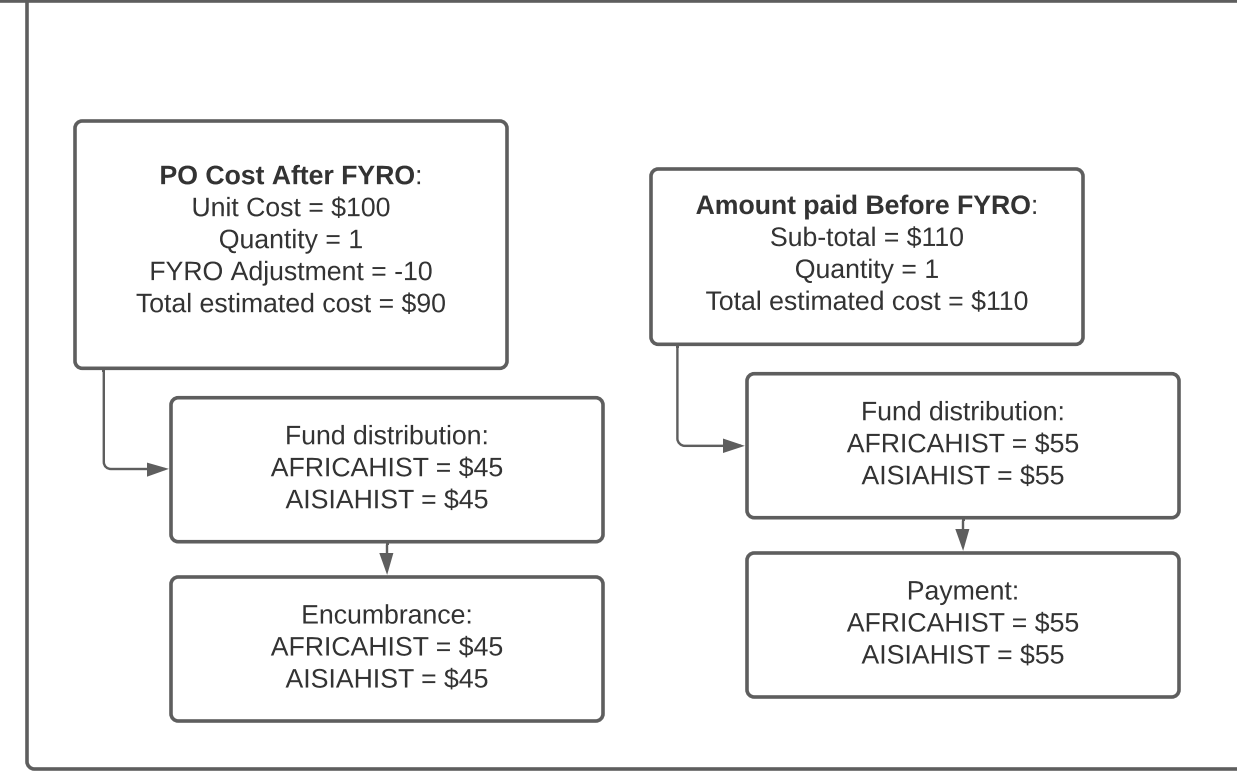 PO Cost After FYRO:
Unit Cost = $100
Quantity = 1
FYRO Adjustment = -10
Total estimated cost = $90
Fund distribution:
AFRICAHIST = $45
AISIAHIST = $45
Encumbrance:
AFRICAHIST = $45
AISIAHIST = $45
Amount paid Before FYRO:
Sub-total = $110
Quantity = 1
Total estimated cost = $110
Fund distribution:
AFRICAHIST = $55
AISIAHIST = $55
Payment:
AFRICAHIST = $55
AISIAHIST = $55